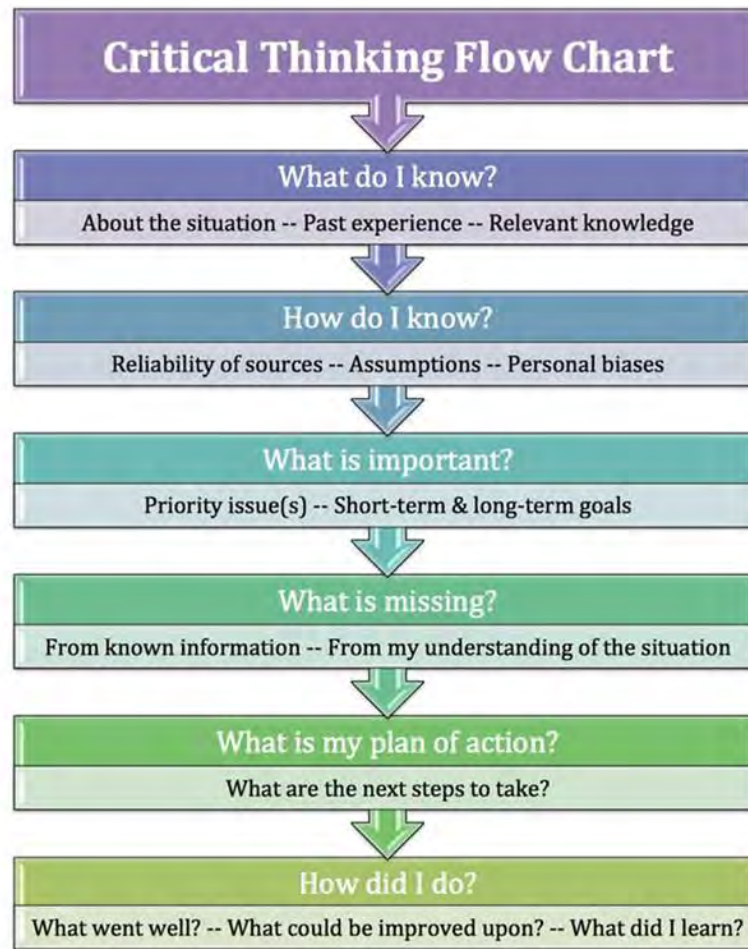 Critical Thinking Flow Chart
What do I know?
About the situation -- Past experience -- Relevant knowledge
How do I know?
Reliability of sources -- Assumptions -- Personal biases
What is important?
Priority issue(s) -- Short-term & long-term goals
What is missing?
From known information -- From my understanding of the situation
What is my plan of action?
What are the next steps to take?
How did I do?
What went well? -- What could be improved upon? -- What did I learn?